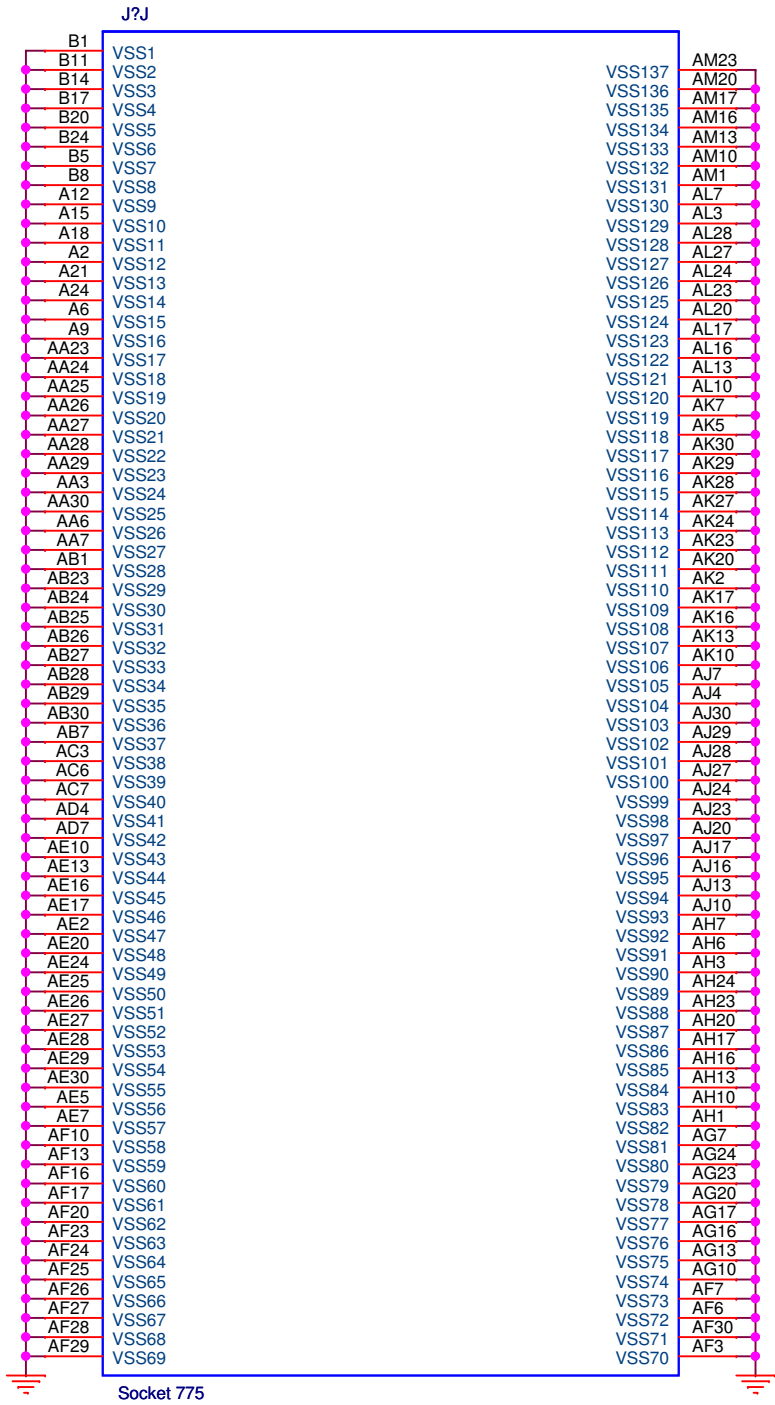 J?J
B1 VSS1
B11 VSS2
B14 VSS3
B17 VSS4
B20 VSS5
B24 VSS6
B5 VSS7
B8 VSS8
A12 VSS9
A15 VSS10
A18 VSS11
A2 VSS12
A21 VSS13
A24 VSS14
A6 VSS15
A9 VSS16
AA23 VSS17
AA24 VSS18
AA25 VSS19
AA26 VSS20
AA27 VSS21
AA28 VSS22
AA29 VSS23
AA3 VSS24
AA30 VSS25
AA6 VSS26
AA7 VSS27
AB1 VSS28
AB23 VSS29
AB24 VSS30
AB25 VSS31
AB26 VSS32
AB27 VSS33
AB28 VSS34
AB29 VSS35
AB30 VSS36
AB7 VSS37
AC3 VSS38
AC6 VSS39
AC7 VSS40
AD4 VSS41
AD7 VSS42
AE10 VSS43
AE13 VSS44
AE16 VSS45
AE17 VSS46
AE2 VSS47
AE20 VSS48
AE24 VSS49
AE25 VSS50
AE26 VSS51
AE27 VSS52
AE28 VSS53
AE29 VSS54
AE30 VSS55
AE5 VSS56
AE7 VSS57
AF10 VSS58
AF13 VSS59
AF16 VSS60
AF17 VSS61
AF20 VSS62
AF23 VSS63
AF24 VSS64
AF25 VSS65
AF26 VSS66
AF27 VSS67
AF28 VSS68
AF29 VSS69
VSS137 AM23
VSS136 AM20
VSS135 AM17
VSS134 AM16
VSS133 AM13
VSS132 AM10
VSS131 AM1
VSS130 AL7
VSS129 AL3
VSS128 AL28
VSS127 AL27
VSS126 AL24
VSS125 AL23
VSS124 AL20
VSS123 AL17
VSS122 AL16
VSS121 AL13
VSS120 AL10
VSS119 AK7
VSS118 AK5
VSS117 AK30
VSS116 AK29
VSS115 AK28
VSS114 AK27
VSS113 AK24
VSS112 AK23
VSS111 AK20
VSS110 AK2
VSS109 AK17
VSS108 AK16
VSS107 AK13
VSS106 AK10
VSS105 AJ7
VSS104 AJ4
VSS103 AJ30
VSS102 AJ29
VSS101 AJ28
VSS100 AJ27
VSS99 AJ24
VSS98 AJ23
VSS97 AJ20
VSS96 AJ17
VSS95 AJ16
VSS94 AJ13
VSS93 AJ10
VSS92 AH7
VSS91 AH6
VSS90 AH3
VSS89 AH24
VSS88 AH23
VSS87 AH20
VSS86 AH17
VSS85 AH16
VSS84 AH13
VSS83 AH10
VSS82 AH1
VSS81 AG7
VSS80 AG24
VSS79 AG23
VSS78 AG20
VSS77 AG17
VSS76 AG16
VSS75 AG13
VSS74 AG10
VSS73 AF7
VSS72 AF6
VSS71 AF30
VSS70 AF3
Socket 775